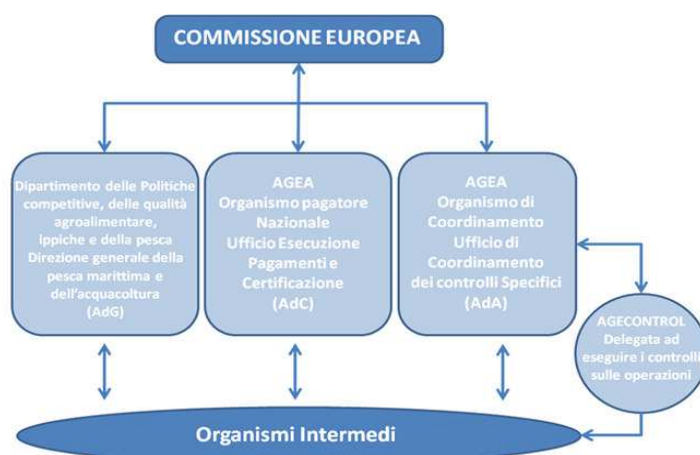 COMMISSIONE EUROPEA
Dipartimento delle Politiche
competitive, delle qualità
agroalimentare,
ippiche e della pesca
Direzione generale della
pesca marittima e
dell'acquacoltura
(AdG)
AGEA
Organismo pagatore
Nazionale
Ufficio Esecuzione
Pagamenti e
Certificazione
(AdC)
AGEA
Organismo di
Coordinamento
Ufficio di
Coordinamento
dei controlli Specifici
(AdA)
AGECONTROL
Delegata ad
eseguire i controlli
sulle operazioni
Organismi Intermedi